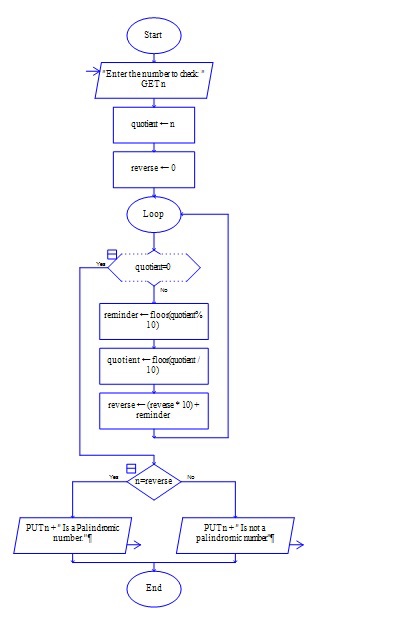 Start
"Enter the number to check: "
GET n
quotient ← n
reverse ← 0
Loop
Yes
quotient=0
No
reminder ← floor(quotient%
10)
quotient ← floor(quotient /
10)
reverse ← (reverse * 10) +
reminder
Yes
n=reverse
No
PUT n + " Is a Palindromic
number."¶
PUT n + " Is not a
palindromic number"¶
End